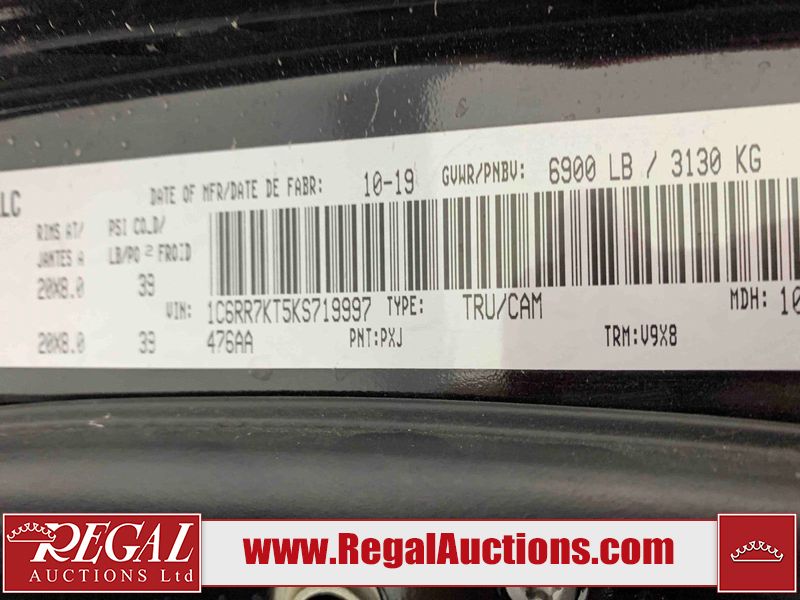 LC
DATE OF MFR/DATE DE FABR: 10-19 GVWR/PNBV: 6900 LB / 3130 KG
RIMS AT/ PSI COLD/
JANTES A LB/PO² FROID
20X8.0 39
VIN: 1C6RR7KT5KS719997 TYPE: TRU/CAM MDH: 10
20X8.0 39 476AA PNT:PXJ TRM:V9X8
REGAL
AUCTIONS Ltd
www.RegalAuctions.com